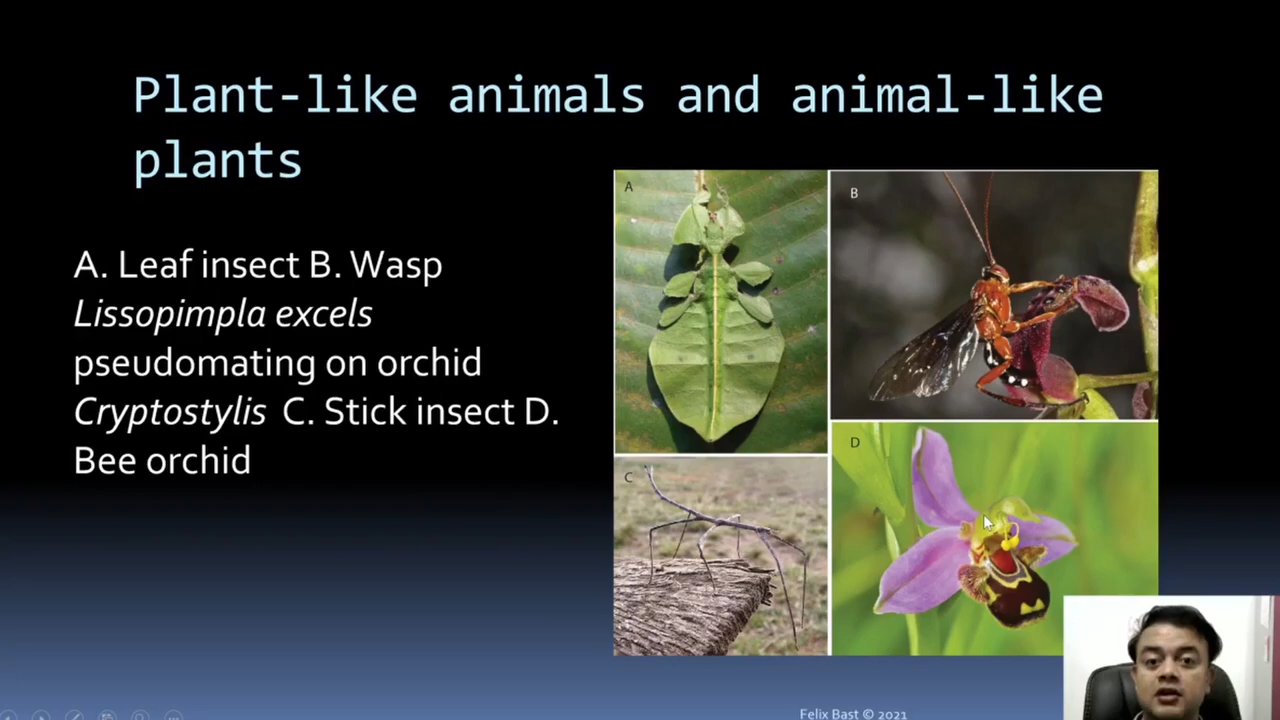 Plant-like animals and animal-like
plants
A. Leaf insect B. Wasp
Lissopimpla excels
pseudomating on orchid
Cryptostylis C. Stick insect D.
Bee orchid
A
B
C
D
Felix Bast © 2021